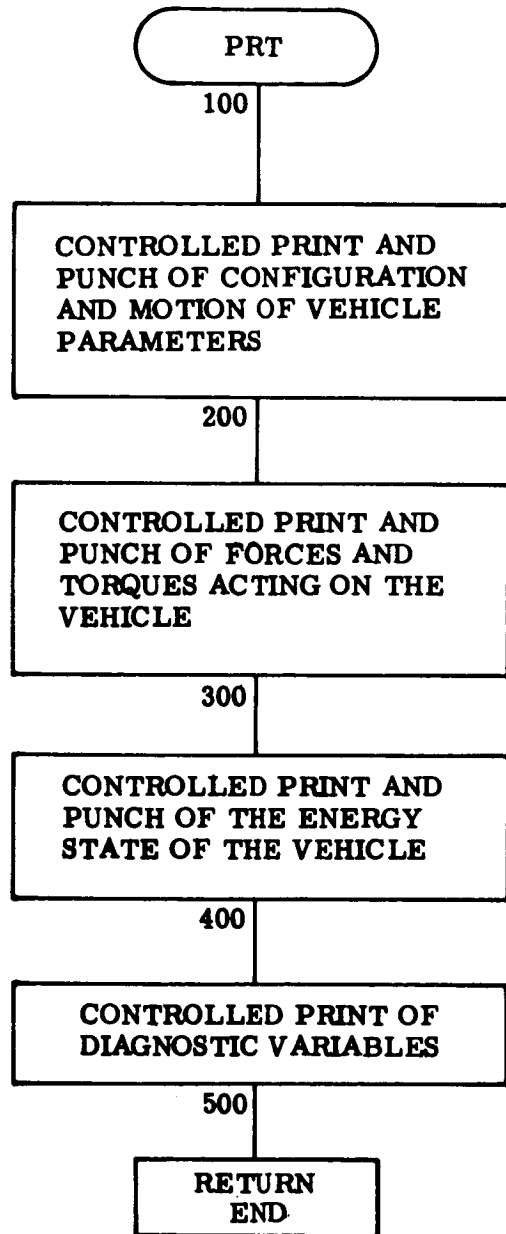 PRT
100
CONTROLLED PRINT AND
PUNCH OF CONFIGURATION
AND MOTION OF VEHICLE
PARAMETERS
200
CONTROLLED PRINT AND
PUNCH OF FORCES AND
TORQUES ACTING ON THE
VEHICLE
300
CONTROLLED PRINT AND
PUNCH OF THE ENERGY
STATE OF THE VEHICLE
400
CONTROLLED PRINT OF
DIAGNOSTIC VARIABLES
500
RETURN
END